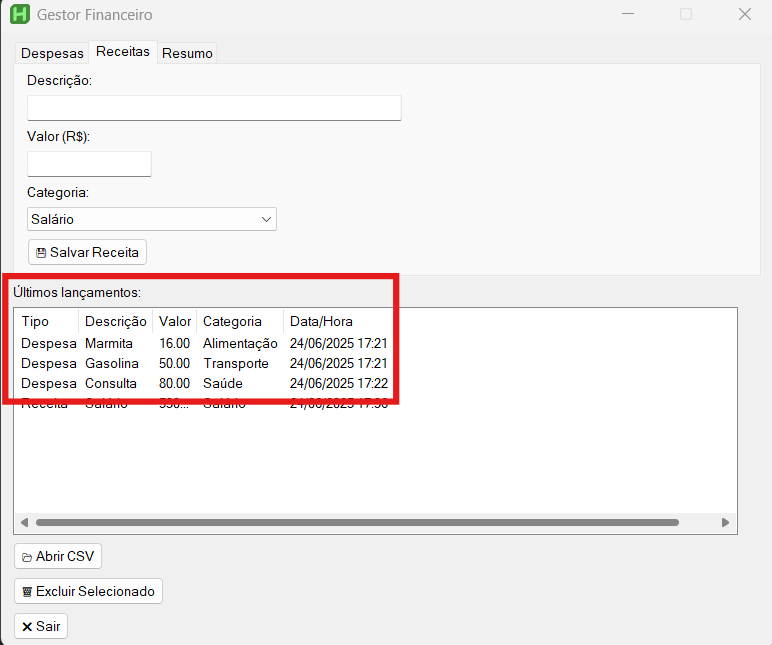 H Gestor Financeiro
Despesas Receitas Resumo
Descrição:
Valor (R$):
Categoria:
Salário
Salvar Receita
Últimos lançamentos:
Tipo Descrição Valor Categoria Data/Hora
Despesa Marmita 16.00 Alimentação 24/06/2025 17:21
Despesa Gasolina 50.00 Transporte 24/06/2025 17:21
Despesa Consulta 80.00 Saúde 24/06/2025 17:22
Receita Salário Salário 24/06/2025
Abrir CSV
Excluir Selecionado
Sair